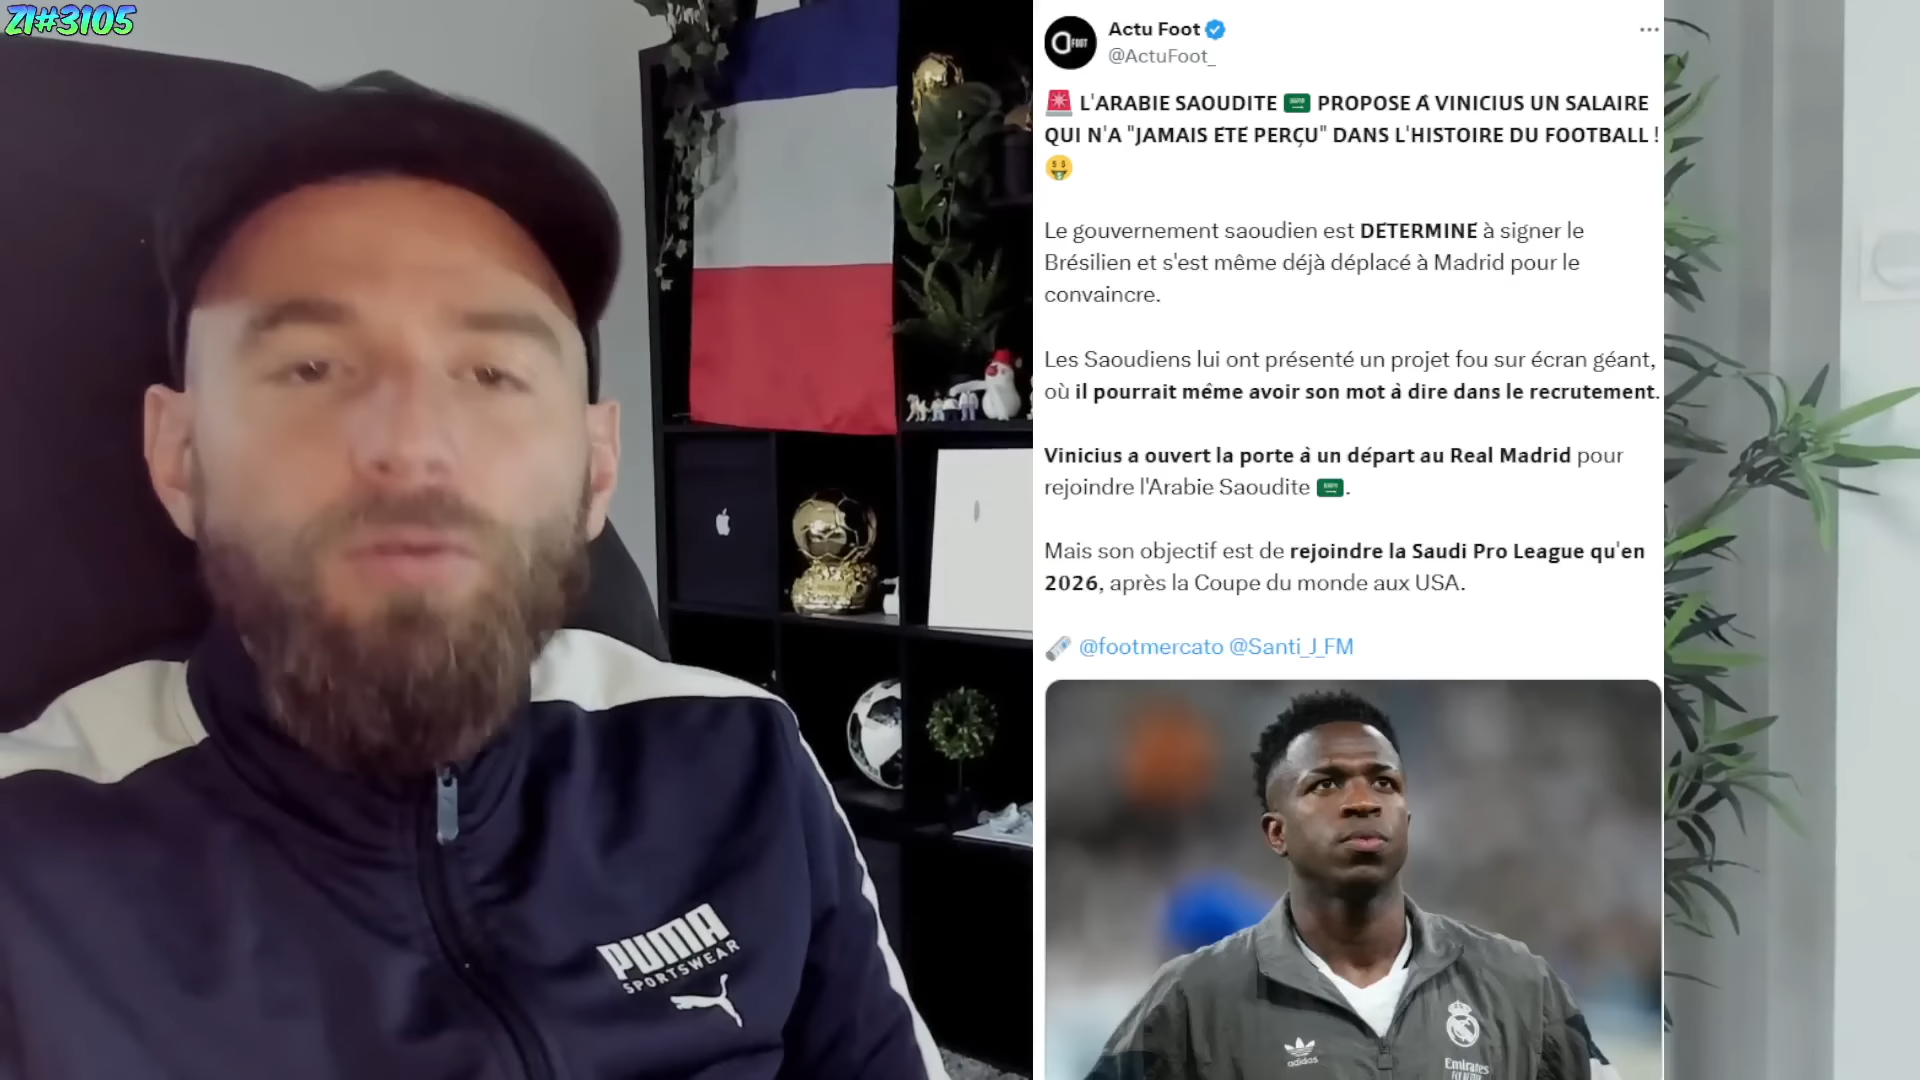 ZI#3105
Actu Foot
@ActuFoot_
L'ARABIE SAOUDITE PROPOSE À VINICIUS UN SALAIRE
QUI N'A "JAMAIS ÉTÉ PERÇU" DANS L'HISTOIRE DU FOOTBALL !
Le gouvernement saoudien est DÉTERMINÉ à signer le
Brésilien et s'est même déjà déplacé à Madrid pour le
convaincre.
Les Saoudiens lui ont présenté un projet fou sur écran géant,
où il pourrait même avoir son mot à dire dans le recrutement.
Vinicius a ouvert la porte à un départ au Real Madrid pour
rejoindre l'Arabie Saoudite.
Mais son objectif est de rejoindre la Saudi Pro League qu'en
2026, après la Coupe du monde aux USA.
@footmercato @Santi_J_FM
PUMA
SPORTSWEAR
adidas
Emirates